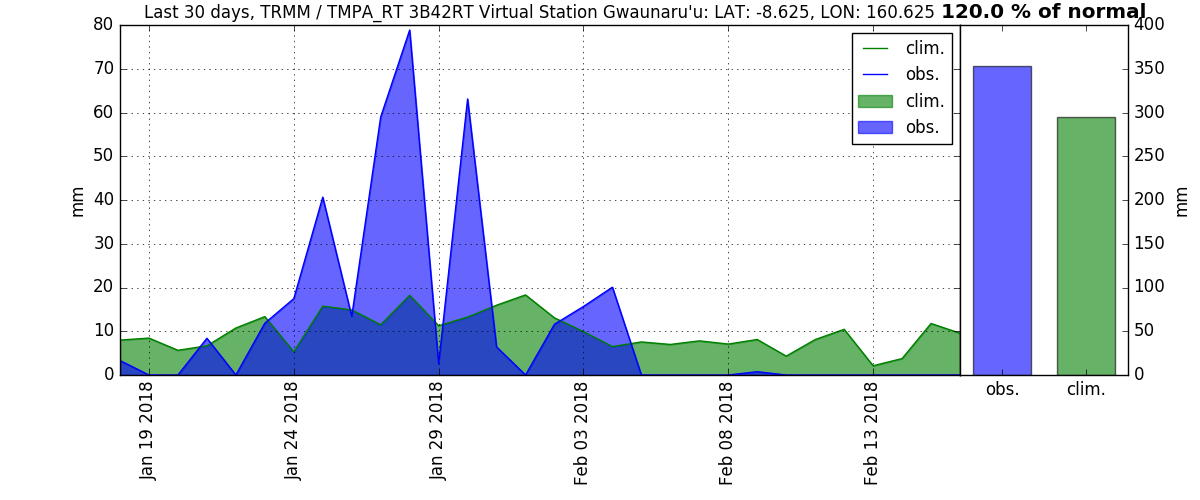 Last 30 days, TRMM / TMPA_RT 3B42RT Virtual Station Gwaunaru'u: LAT: -8.625, LON: 160.625 120.0 % of normal
80
70
60
50
40
30
20
10
0
mm
clim.
obs.
clim.
obs.
400
350
300
250
200
150
100
50
0
mm
Jan 19 2018
Jan 24 2018
Jan 29 2018
Feb 03 2018
Feb 08 2018
Feb 13 2018
obs.
clim.